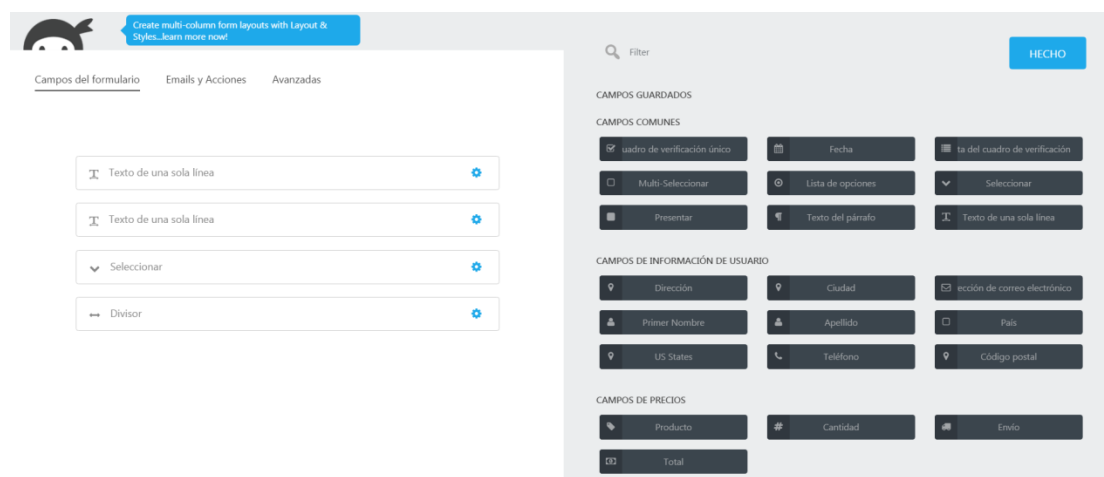 Create multi-column form layouts with Layout &
Styles...learn more now!
Filter
HECHO
Campos del formulario Emails y Acciones Avanzadas
CAMPOS GUARDADOS
CAMPOS COMUNES
uadro de verificación único Fecha ta del cuadro de verificación
Multi-Seleccionar Lista de opciones Seleccionar
Presentar Texto del párrafo Texto de una sola línea
Texto de una sola línea
Texto de una sola línea
Seleccionar
Divisor
CAMPOS DE INFORMACIÓN DE USUARIO
Dirección Ciudad ección de correo electrónico
Primer Nombre Apellido País
US States Teléfono Código postal
CAMPOS DE PRECIOS
Producto Cantidad Envío
Total